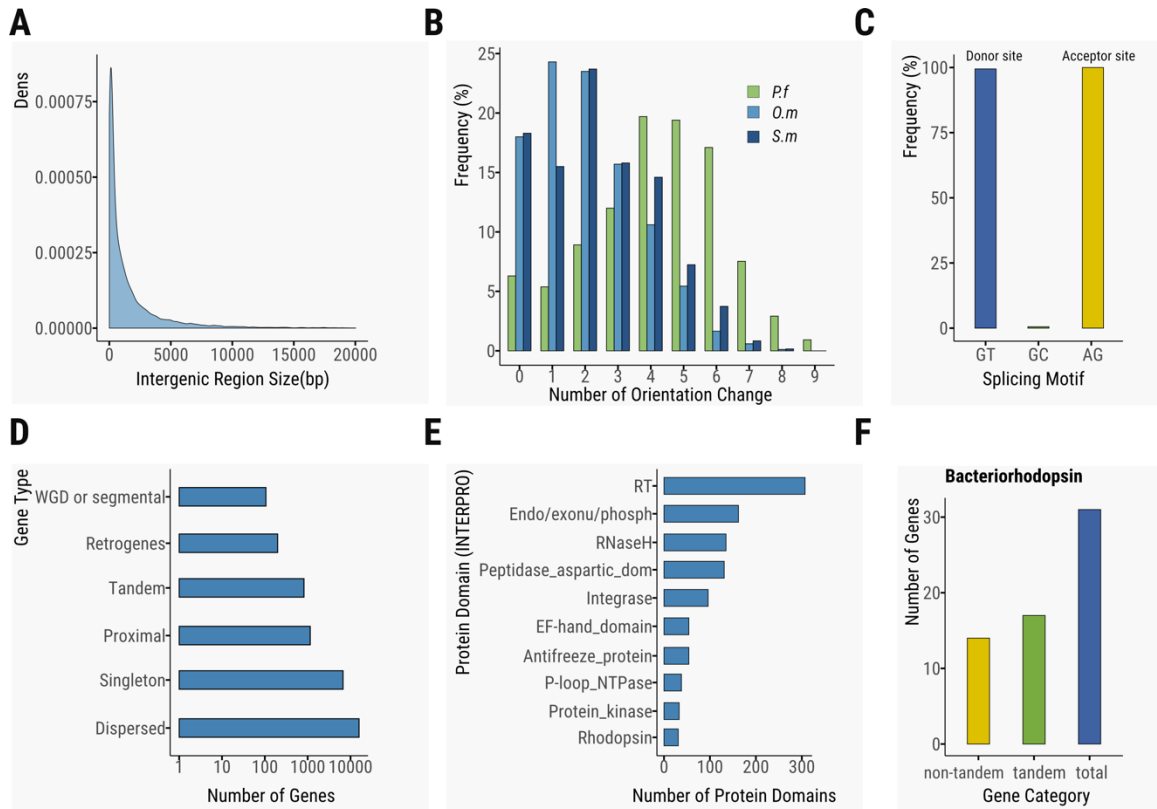 A
Dens
0.00075
0.00050
0.00025
0.00000
0 5000 10000 15000 20000
Intergenic Region Size(bp)
B
Frequency (%)
25
20
15
10
5
0
P.f
O.m
S.m
0 1 2 3 4 5 6 7 8 9
Number of Orientation Change
C
Frequency (%)
Donor site Acceptor site
100
75
50
25
0
GT GC AG
Splicing Motif
D
Gene Type
WGD or segmental
Retrogenes
Tandem
Proximal
Singleton
Dispersed
1 10 100 1000 10000
Number of Genes
E
Protein Domain (INTERPRO)
RT
Endo/exonu/phosph
RNaseH
Peptidase_aspartic_dom
Integrase
EF-hand_domain
Antifreeze_protein
P-loop_NTPase
Protein_kinase
Rhodopsin
0 100 200 300
Number of Protein Domains
F
Bacteriorhodopsin
Number of Genes
30
20
10
0
non-tandem tandem total
Gene Category